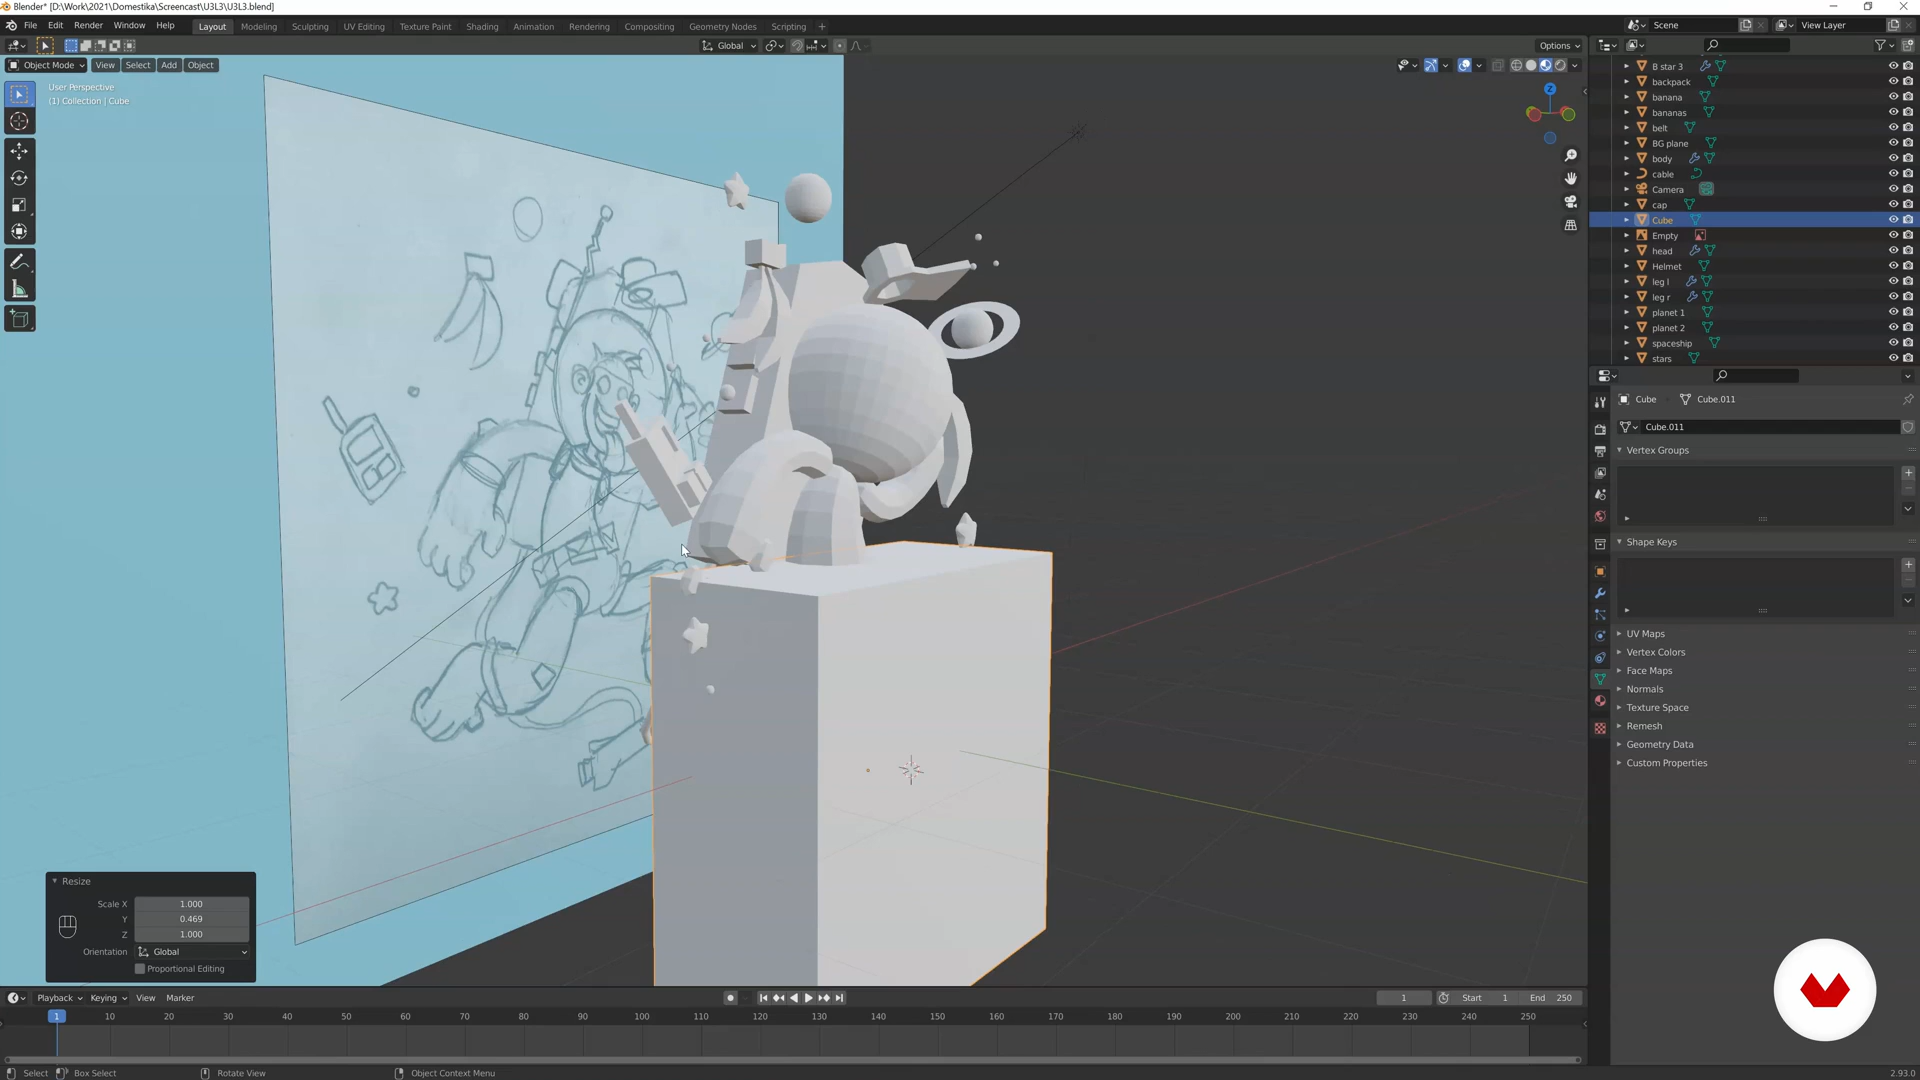 Blender* [D:\Work\2021\Domestika\Screencast\U3L3\U3L3.blend]
File Edit Render Window Help Layout Modeling Sculpting UV Editing Texture Paint Shading Animation Rendering Compositing Geometry Nodes Scripting + Scene View Layer
Global Options
Object Mode View Select Add Object
User Perspective
(1) Collection | Cube
Z
B star 3
backpack
banana
bananas
belt
BG plane
body
cable
Camera
cap
Cube
Empty
head
Helmet
leg l
leg r
planet 1
planet 2
spaceship
stars
Cube Cube.011
Cube.011
Vertex Groups
Shape Keys
UV Maps
Vertex Colors
Face Maps
Normals
Texture Space
Remesh
Geometry Data
Custom Properties
Resize
Scale X 1.000
Y 0.469
Z 1.000
Orientation Global
Proportional Editing
Playback Keying View Marker 1 Start 1 End 250
1 10 20 30 40 50 60 70 80 90 100 110 120 130 140 150 160 170 180 190 200 210 220 230 240 250
Select Box Select Rotate View Object Context Menu 2.93.0